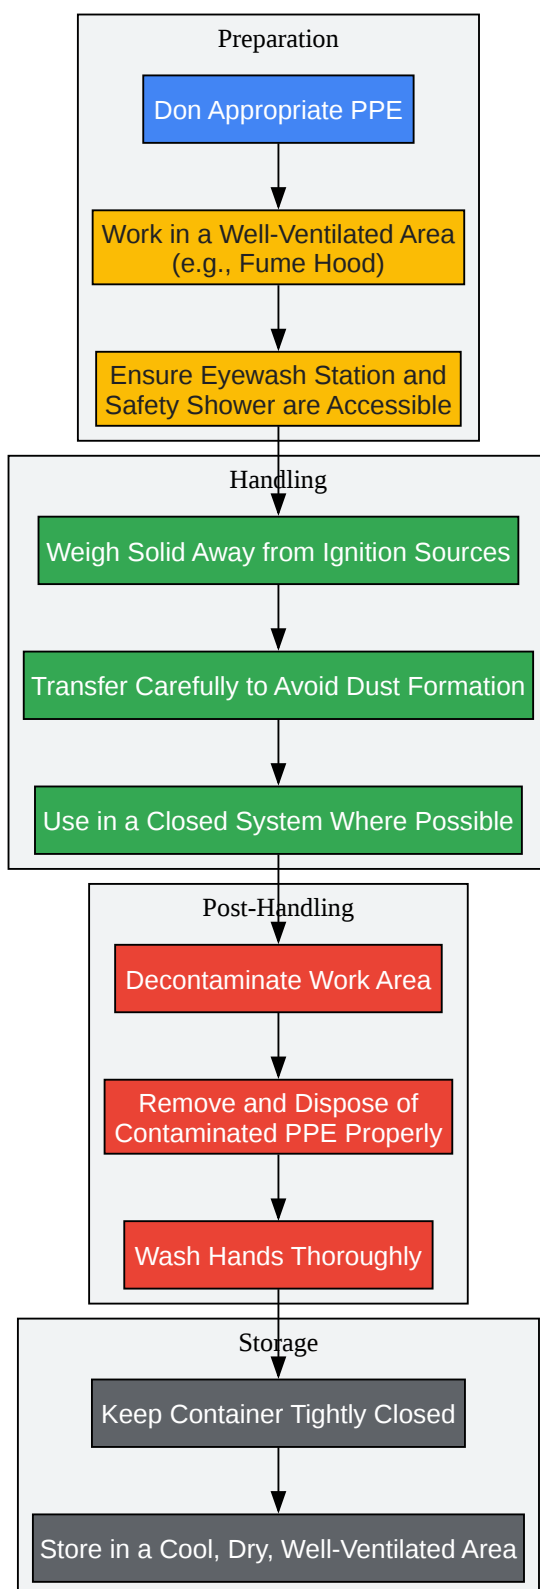 Preparation
Don Appropriate PPE
Work in a Well-Ventilated Area
(e.g., Fume Hood)
Ensure Eyewash Station and
Safety Shower are Accessible
Handling
Weigh Solid Away from Ignition Sources
Transfer Carefully to Avoid Dust Formation
Use in a Closed System Where Possible
Post-Handling
Decontaminate Work Area
Remove and Dispose of
Contaminated PPE Properly
Wash Hands Thoroughly
Storage
Keep Container Tightly Closed
Store in a Cool, Dry, Well-Ventilated Area